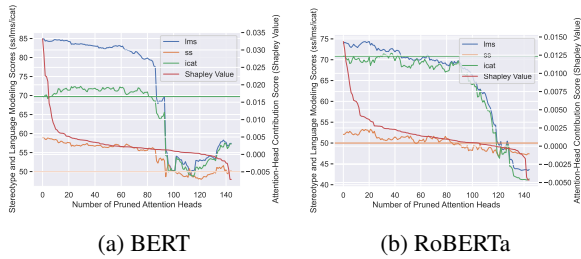 Stereotype and Language Modeling Scores (ss/lms/icat)
85
80
75
70
65
60
55
50
0 20 40 60 80 100 120 140
Number of Pruned Attention Heads
lms
ss
icat
Shapley Value
0.035
0.030
0.025
0.020
0.015
0.010
0.005
0.000
−0.005
Attention-Head Contribution Score (Shapley Value)
(a) BERT
Stereotype and Language Modeling Scores (ss/lms/icat)
75
70
65
60
55
50
45
40
0 20 40 60 80 100 120 140
Number of Pruned Attention Heads
lms
ss
icat
Shapley Value
0.0150
0.0125
0.0100
0.0075
0.0050
0.0025
0.0000
−0.0025
−0.0050
Attention-Head Contribution Score (Shapley Value)
(b) RoBERTa